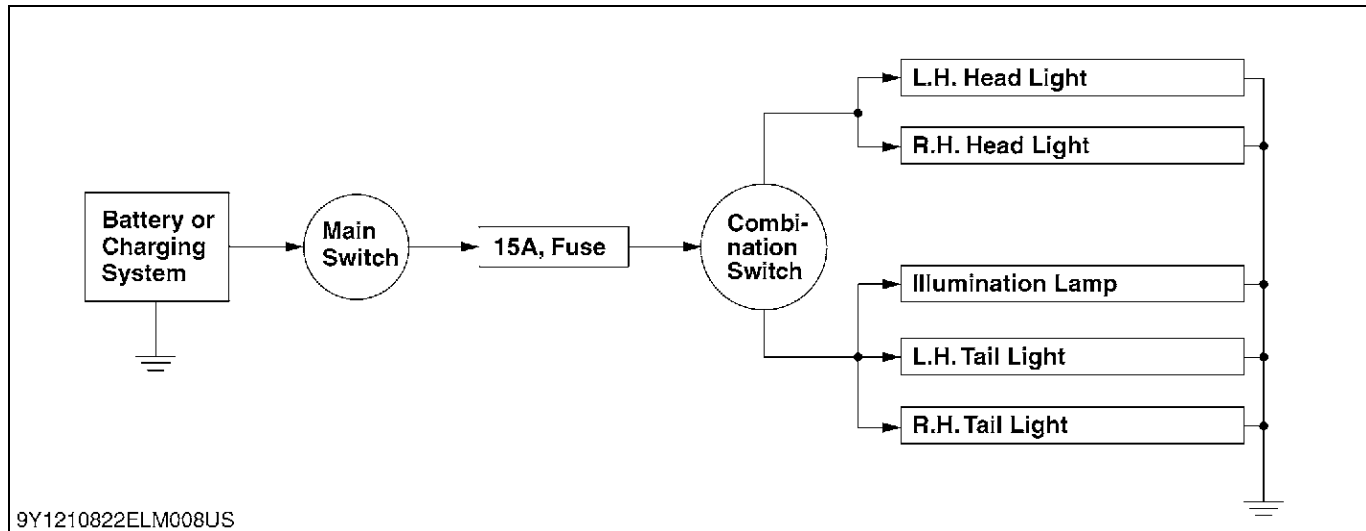 Battery or
Charging
System
Main
Switch
15A, Fuse
Combi-
nation
Switch
L.H. Head Light
R.H. Head Light
Illumination Lamp
L.H. Tail Light
R.H. Tail Light
9Y1210822ELM008US